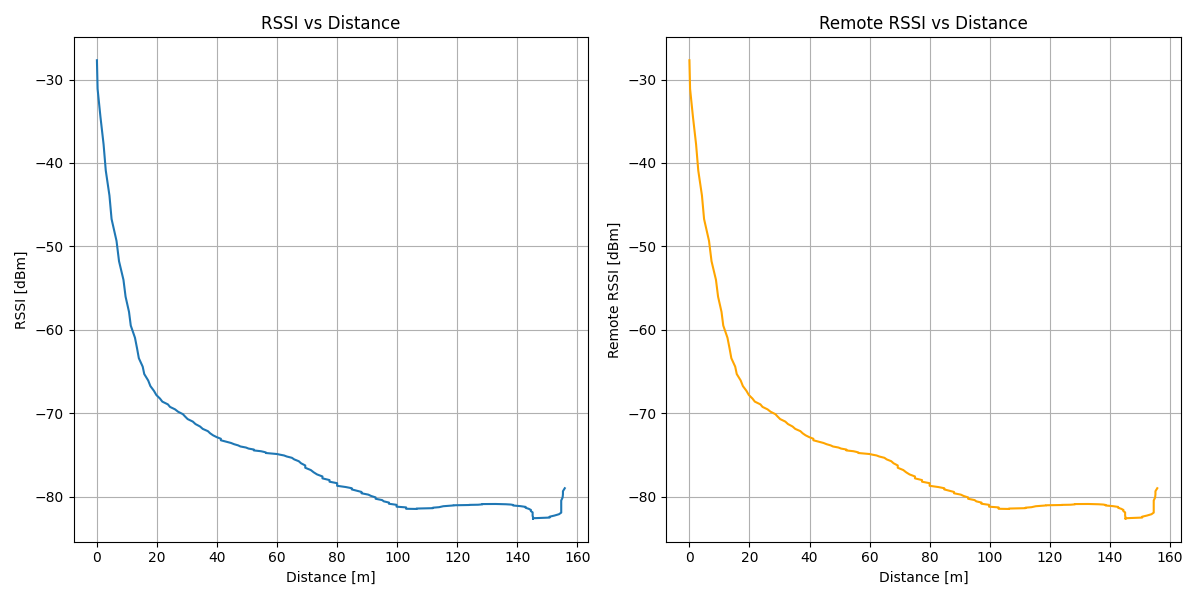 RSSI vs Distance
RSSI [dBm]
−30
−40
−50
−60
−70
−80
0 20 40 60 80 100 120 140 160
Distance [m]
Remote RSSI vs Distance
Remote RSSI [dBm]
−30
−40
−50
−60
−70
−80
0 20 40 60 80 100 120 140 160
Distance [m]